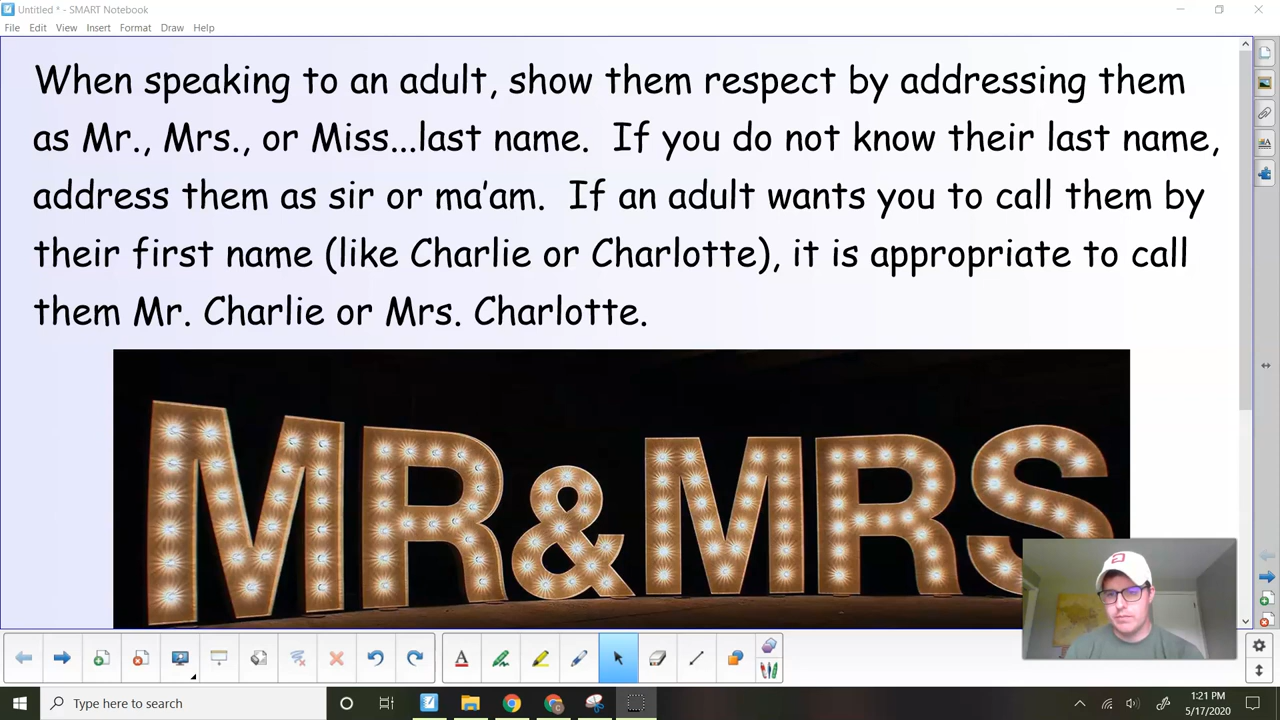 Untitled * - SMART Notebook
File Edit View Insert Format Draw Help
When speaking to an adult, show them respect by addressing them
as Mr., Mrs., or Miss...last name.  If you do not know their last name,
address them as sir or ma’am.  If an adult wants you to call them by
their first name (like Charlie or Charlotte), it is appropriate to call
them Mr. Charlie or Mrs. Charlotte.
MR&MRS
Type here to search
1:21 PM
5/17/2020